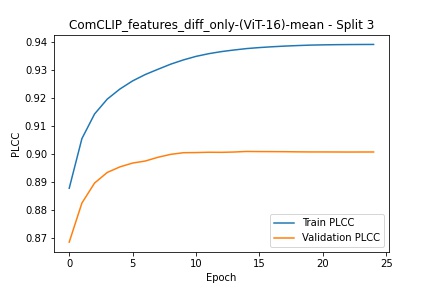 ComCLIP_features_diff_only-(ViT-16)-mean - Split 3
PLCC
0.94
0.93
0.92
0.91
0.90
0.89
0.88
0.87
0 5 10 15 20 25
Epoch
Train PLCC
Validation PLCC